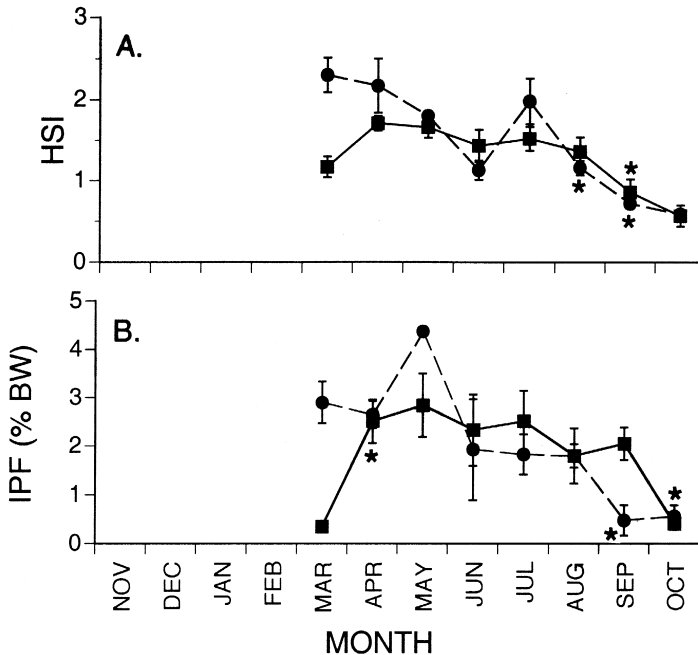 A.
HSI
3
2
1
0
*
*
*
B.
IPF (% BW)
5
4
3
2
1
0
*
*
*
NOV
DEC
JAN
FEB
MAR
APR
MAY
JUN
JUL
AUG
SEP
OCT
MONTH